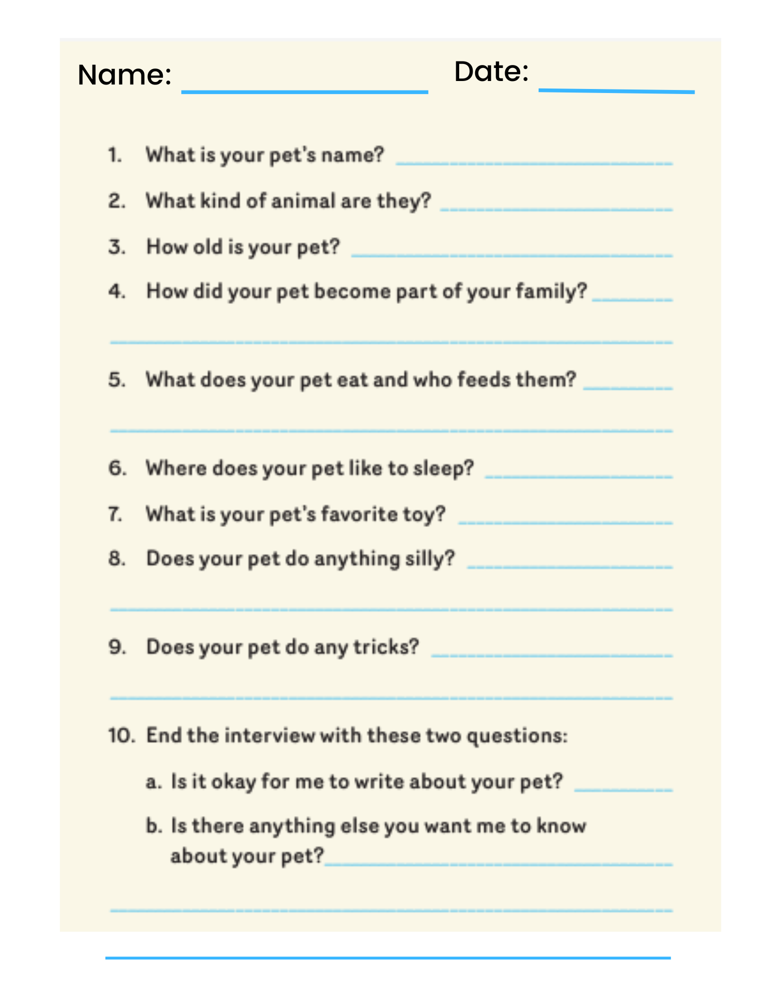 Name: Date:
1. What is your pet's name?
2. What kind of animal are they?
3. How old is your pet?
4. How did your pet become part of your family?
5. What does your pet eat and who feeds them?
6. Where does your pet like to sleep?
7. What is your pet's favorite toy?
8. Does your pet do anything silly?
9. Does your pet do any tricks?
10. End the interview with these two questions:
a. Is it okay for me to write about your pet?
b. Is there anything else you want me to know
about your pet?